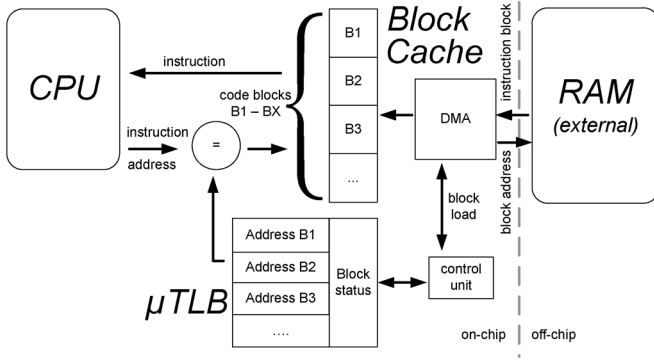 CPU
instruction
code blocks
B1 – BX
instruction
address
=
Block
Cache
B1
B2
B3
...
DMA
instruction block
block address
RAM
(external)
block
load
control
unit
µTLB
Address B1
Address B2
Address B3
....
Block
status
on-chip
off-chip